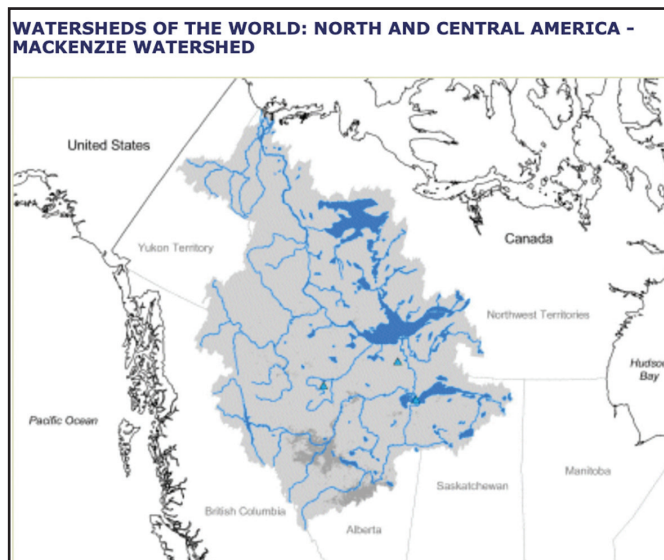 WATERSHEDS OF THE WORLD: NORTH AND CENTRAL AMERICA -
MACKENZIE WATERSHED
United States
Yukon Territory
Canada
Northwest Territories
Hudso
Bay
Pacific Ocean
Manitoba
Saskatchewan
British Columbia
Alberta